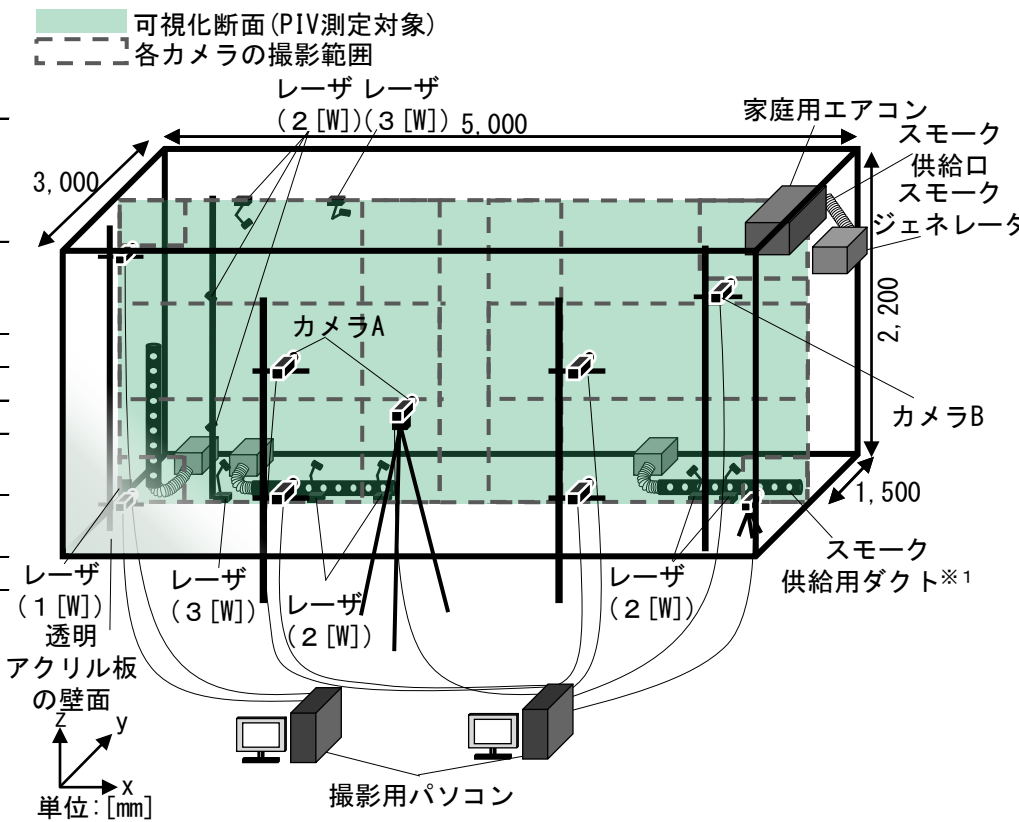 可視化断面(PIV測定対象)
各カメラの撮影範囲
レーザ
(２[W])
レーザ
(３[W])
5,000
家庭用エアコン
スモーク
供給口
スモーク
ジェネレータ
3,000
2,200
カメラA
カメラB
1,500
スモーク
供給用ダクト※1
レーザ
(１[W])
レーザ
(３[W])
レーザ
(２[W])
レーザ
(２[W])
透明
アクリル板
の壁面
z
y
x
単位:[mm]
撮影用パソコン